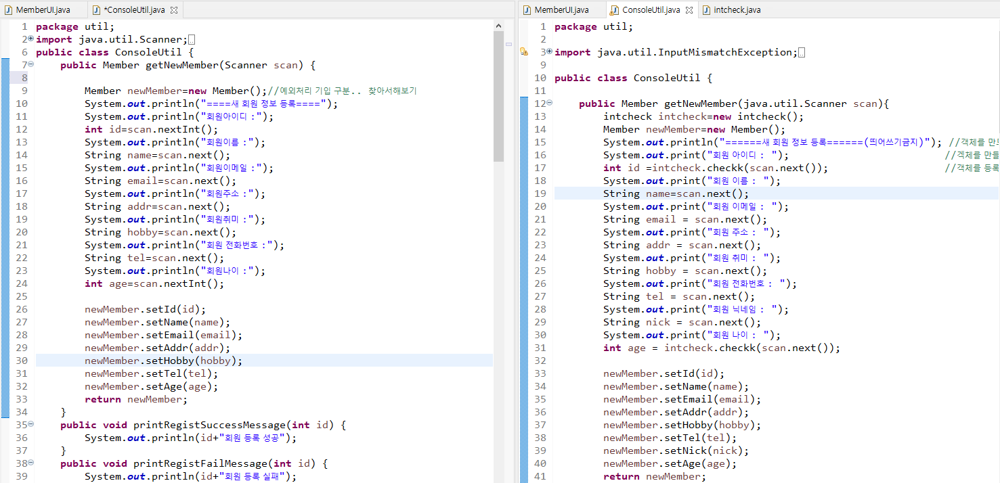 MemberUI.java
*ConsoleUtil.java
1 package util;
2 import java.util.Scanner;
6 public class ConsoleUtil {
7 public Member getNewMember(Scanner scan) {
8
9 Member newMember=new Member();//예외처리 기입 구분.. 찾아서해보기
10 System.out.println("====새 회원 정보 등록====");
11 System.out.println("회원아이디 :");
12 int id=scan.nextInt();
13 System.out.println("회원이름 :");
14 String name=scan.next();
15 System.out.println("회원이메일 :");
16 String email=scan.next();
17 System.out.println("회원주소 :");
18 String addr=scan.next();
19 System.out.println("회원취미 :");
20 String hobby=scan.next();
21 System.out.println("회원 전화번호 :");
22 String tel=scan.next();
23 System.out.println("회원나이 :");
24 int age=scan.nextInt();
25
26 newMember.setId(id);
27 newMember.setName(name);
28 newMember.setEmail(email);
29 newMember.setAddr(addr);
30 newMember.setHobby(hobby);
31 newMember.setTel(tel);
32 newMember.setAge(age);
33 return newMember;
34 }
35 public void printRegistSuccessMessage(int id) {
36 System.out.println(id+"회원 등록 성공");
37 }
38 public void printRegistFailMessage(int id) {
39 System.out.println(id+"회원 등록 실패");
MemberUI.java
ConsoleUtil.java
intcheck.java
1 package util;
2
3 import java.util.InputMismatchException;
9
10 public class ConsoleUtil {
11
12 public Member getNewMember(java.util.Scanner scan){
13 intcheck intcheck=new intcheck();
14 Member newMember=new Member();
15 System.out.println("======새 회원 정보 등록======(띄어쓰기금지)"); //객체를
16 System.out.print("회원 아이디 : "); //겍체를 만들
17 int id =intcheck.checkk(scan.next()); //객체를 등록
18 System.out.print("회원 이름 : ");
19 String name=scan.next();
20 System.out.print("회원 이메일 : ");
21 String email = scan.next();
22 System.out.print("회원 주소 : ");
23 String addr = scan.next();
24 System.out.print("회원 취미 : ");
25 String hobby = scan.next();
26 System.out.print("회원 전화번호 : ");
27 String tel = scan.next();
28 System.out.print("회원 닉네임 : ");
29 String nick = scan.next();
30 System.out.print("회원 나이 : ");
31 int age = intcheck.checkk(scan.next());
32
33 newMember.setId(id);
34 newMember.setName(name);
35 newMember.setEmail(email);
36 newMember.setAddr(addr);
37 newMember.setHobby(hobby);
38 newMember.setTel(tel);
39 newMember.setNick(nick);
40 newMember.setAge(age);
41 return newMember;